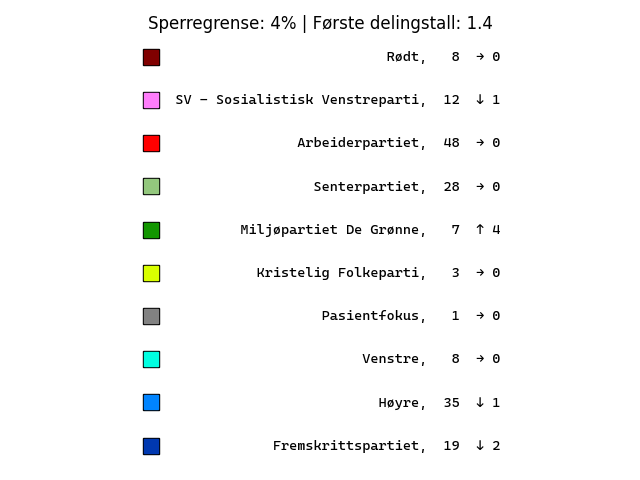 Sperregrense: 4% | Første delingstall: 1.4
Rødt, 8 → 0
SV – Sosialistisk Venstreparti, 12 ↓ 1
Arbeiderpartiet, 48 → 0
Senterpartiet, 28 → 0
Miljøpartiet De Grønne, 7 ↑ 4
Kristelig Folkeparti, 3 → 0
Pasientfokus, 1 → 0
Venstre, 8 → 0
Høyre, 35 ↓ 1
Fremskrittspartiet, 19 ↓ 2